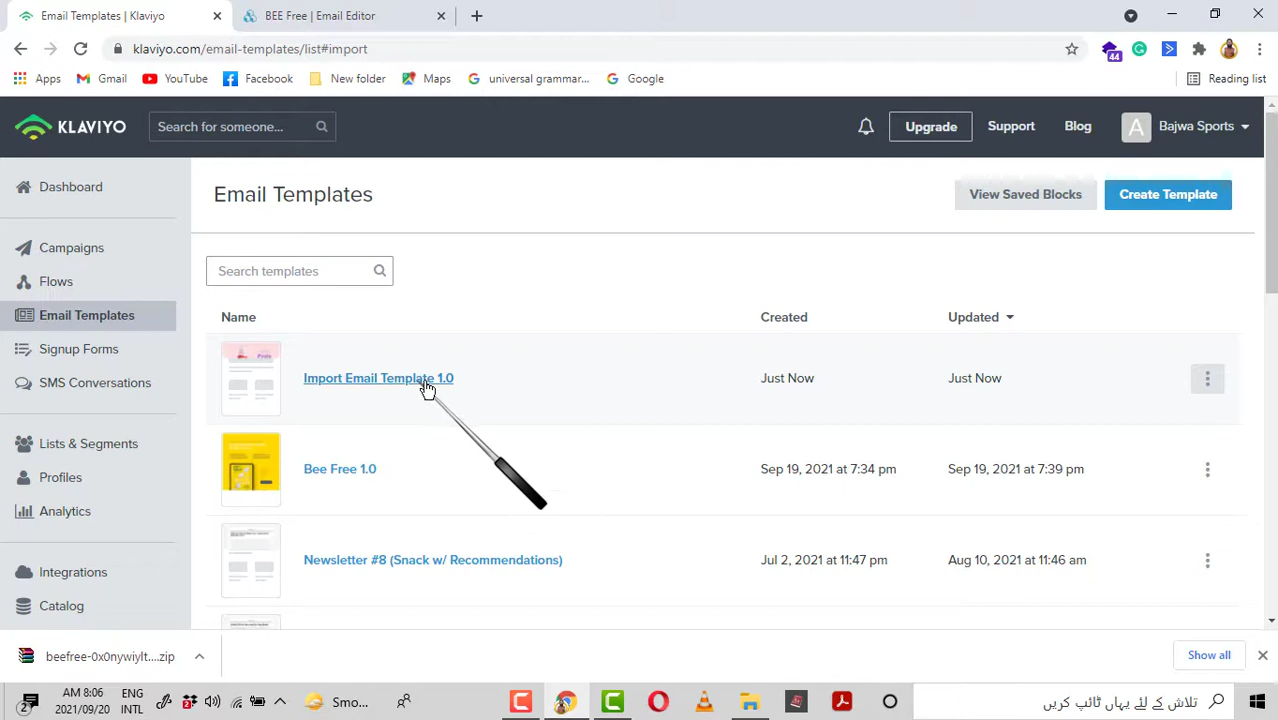 Email Templates | Klaviyo
BEE Free | Email Editor
klaviyo.com/email-templates/list#import
44
Apps
Gmail
YouTube
Facebook
New folder
Maps
universal grammar...
Google
Reading list
KLAVIYO
Search for someone...
Upgrade
Support
Blog
A
Bajwa Sports
Dashboard
Campaigns
Flows
Email Templates
Signup Forms
SMS Conversations
Lists & Segments
Profiles
Analytics
Integrations
Catalog
Email Templates
View Saved Blocks
Create Template
Search templates
Name
Created
Updated
Import Email Template 1.0
Just Now
Just Now
Bee Free 1.0
Sep 19, 2021 at 7:34 pm
Sep 19, 2021 at 7:39 pm
Newsletter #8 (Snack w/ Recommendations)
Jul 2, 2021 at 11:47 pm
Aug 10, 2021 at 11:46 am
beefree-0x0nywiylt....zip
Show all
2
AM 8:06
2021/09/20
ENG
INTL
Smo...
تلاش کے لئے یہاں ٹائپ کریں